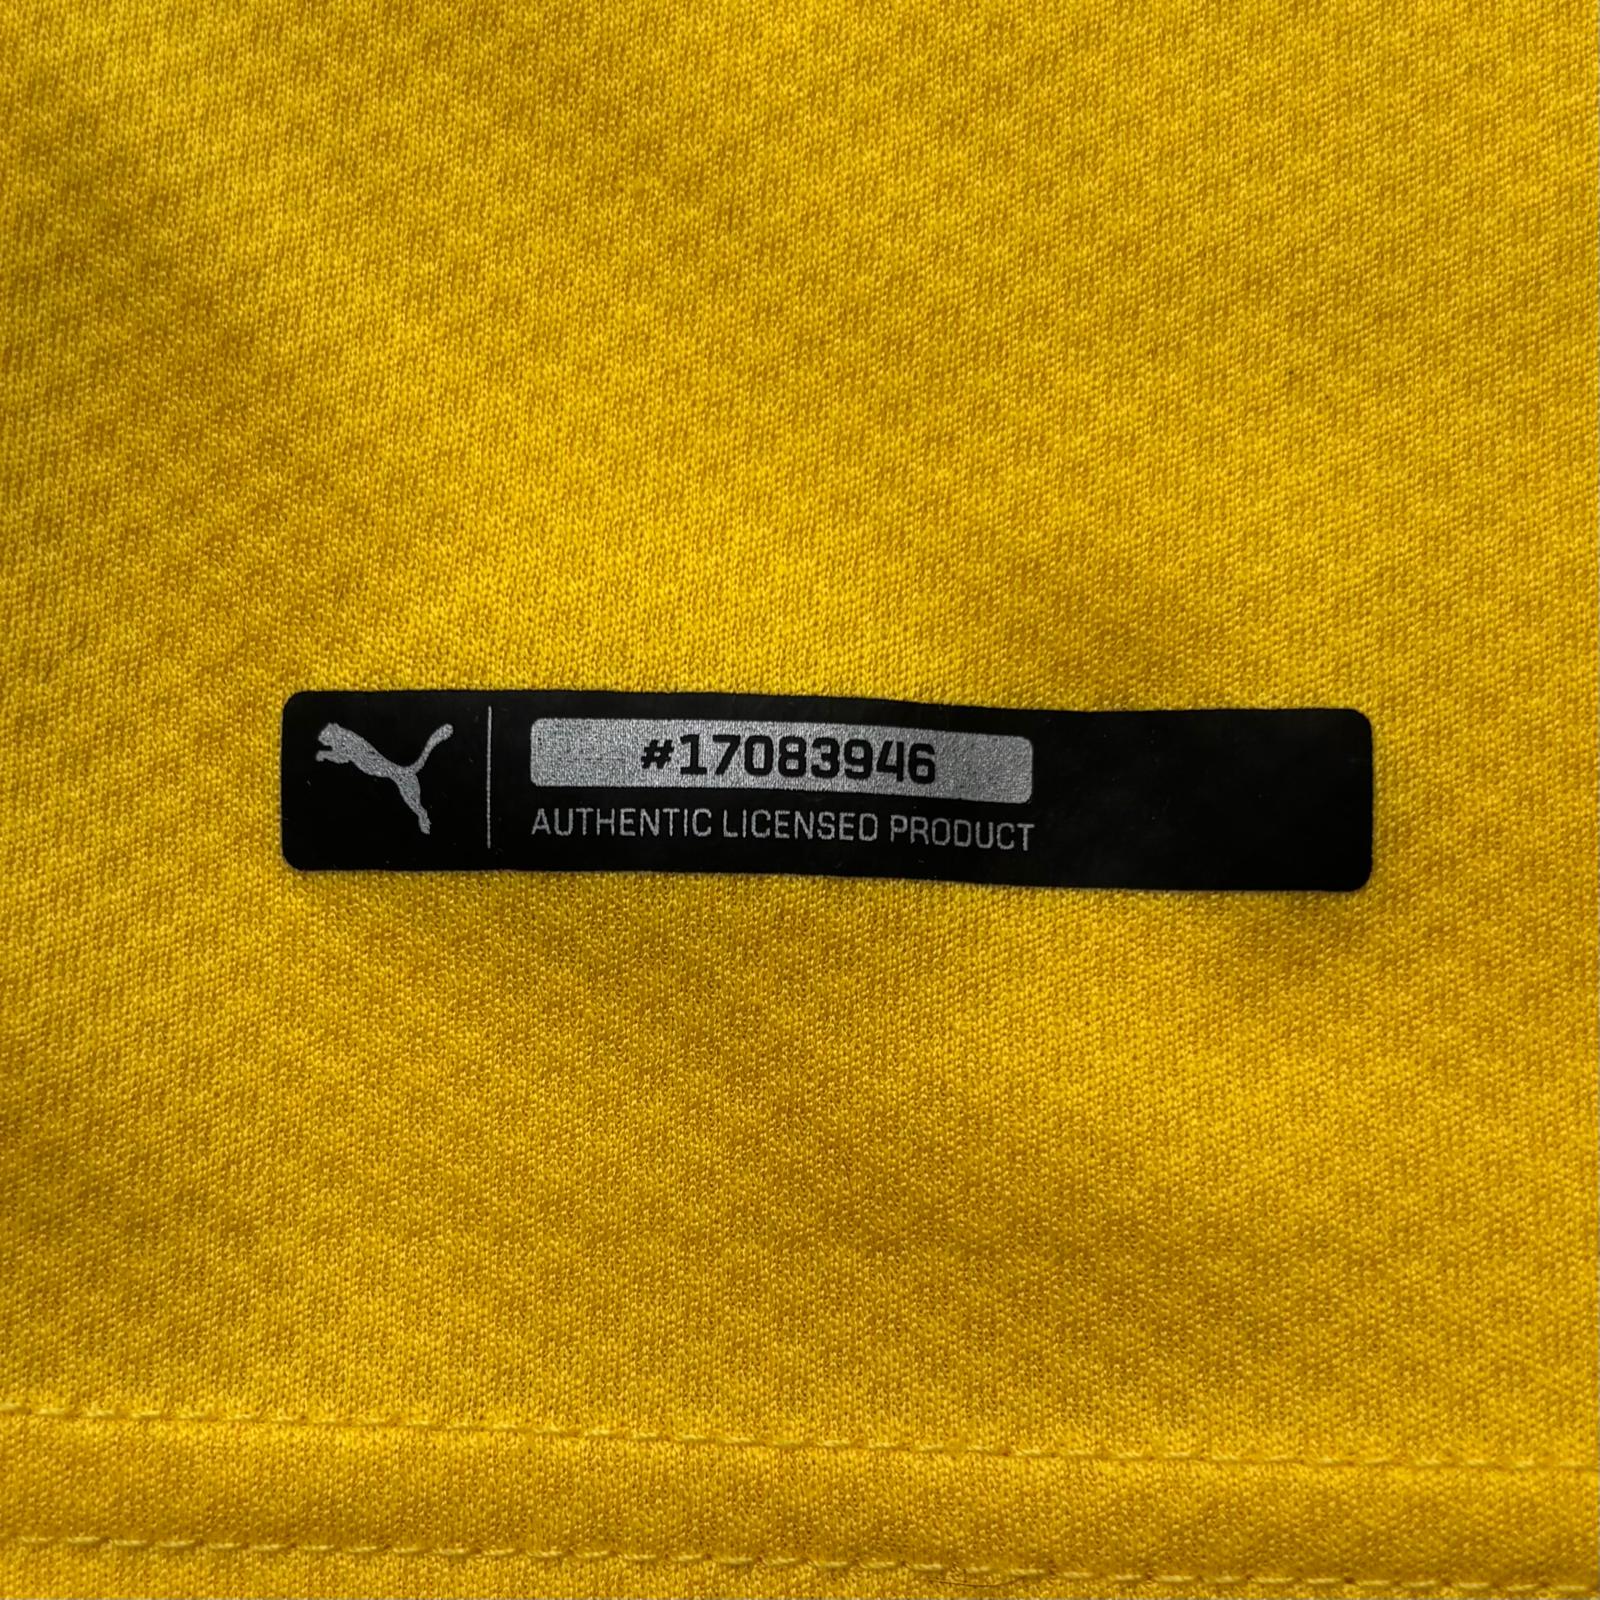 #17083946
AUTHENTIC LICENSED PRODUCT